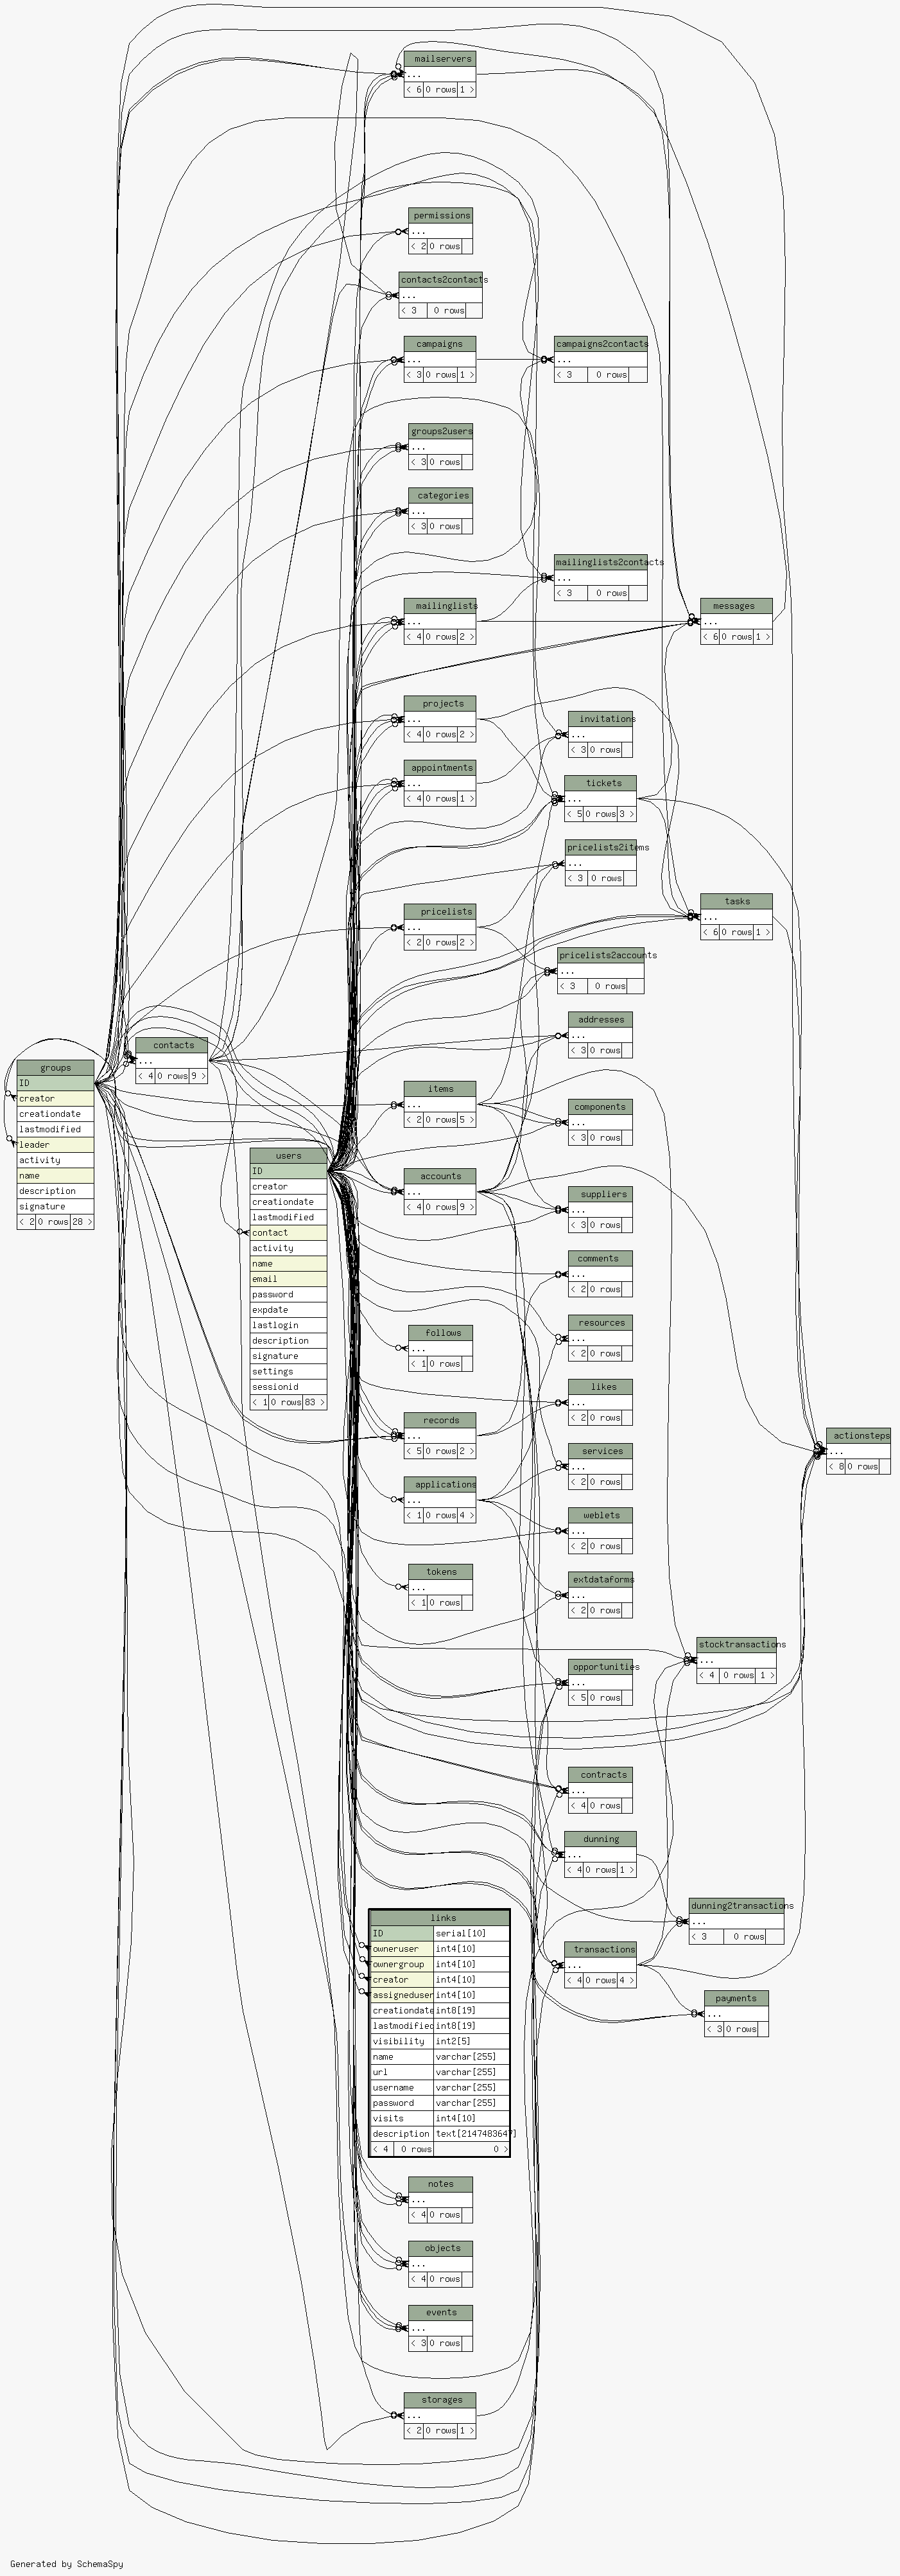 mailservers
...
< 6 0 rows 1 >
permissions
...
< 2 0 rows
contacts2contacts
...
< 3 0 rows
campaigns
...
< 3 0 rows 1 >
campaigns2contacts
...
< 3 0 rows
groups2users
...
< 3 0 rows
categories
...
< 3 0 rows
mailinglists2contacts
...
< 3 0 rows
mailinglists
...
< 4 0 rows 2 >
messages
...
< 6 0 rows 1 >
projects
...
< 4 0 rows 2 >
invitations
...
< 3 0 rows
appointments
...
< 4 0 rows 1 >
tickets
...
< 5 0 rows 3 >
pricelists2items
...
< 3 0 rows
tasks
...
< 6 0 rows 1 >
pricelists
...
< 2 0 rows 2 >
pricelists2accounts
...
< 3 0 rows
addresses
...
< 3 0 rows
contacts
...
< 4 0 rows 9 >
groups
ID
creator
creationdate
lastmodified
leader
activity
name
description
signature
< 2 0 rows 28 >
items
...
< 2 0 rows 5 >
components
...
< 3 0 rows
users
ID
creator
creationdate
lastmodified
contact
activity
name
email
password
expdate
lastlogin
description
signature
settings
sessionid
< 1 0 rows 83 >
accounts
...
< 4 0 rows 9 >
suppliers
...
< 3 0 rows
comments
...
< 2 0 rows
resources
...
< 2 0 rows
follows
...
< 1 0 rows
likes
...
< 2 0 rows
records
...
< 5 0 rows 2 >
actionsteps
...
< 8 0 rows
services
...
< 2 0 rows
applications
...
< 1 0 rows 4 >
weblets
...
< 2 0 rows
tokens
...
< 1 0 rows
extdataforms
...
< 2 0 rows
stocktransactions
...
< 4 0 rows 1 >
opportunities
...
< 5 0 rows
contracts
...
< 4 0 rows
dunning
...
< 4 0 rows 1 >
dunning2transactions
...
< 3 0 rows
links
ID serial[10]
owneruser int4[10]
ownergroup int4[10]
creator int4[10]
assigneduser int4[10]
creationdate int8[19]
lastmodified int8[19]
visibility int2[5]
name varchar[255]
url varchar[255]
username varchar[255]
password varchar[255]
visits int4[10]
description text[2147483647]
< 4 0 rows 0 >
transactions
...
< 4 0 rows 4 >
payments
...
< 3 0 rows
notes
...
< 4 0 rows
objects
...
< 4 0 rows
events
...
< 3 0 rows
storages
...
< 2 0 rows 1 >
Generated by SchemaSpy